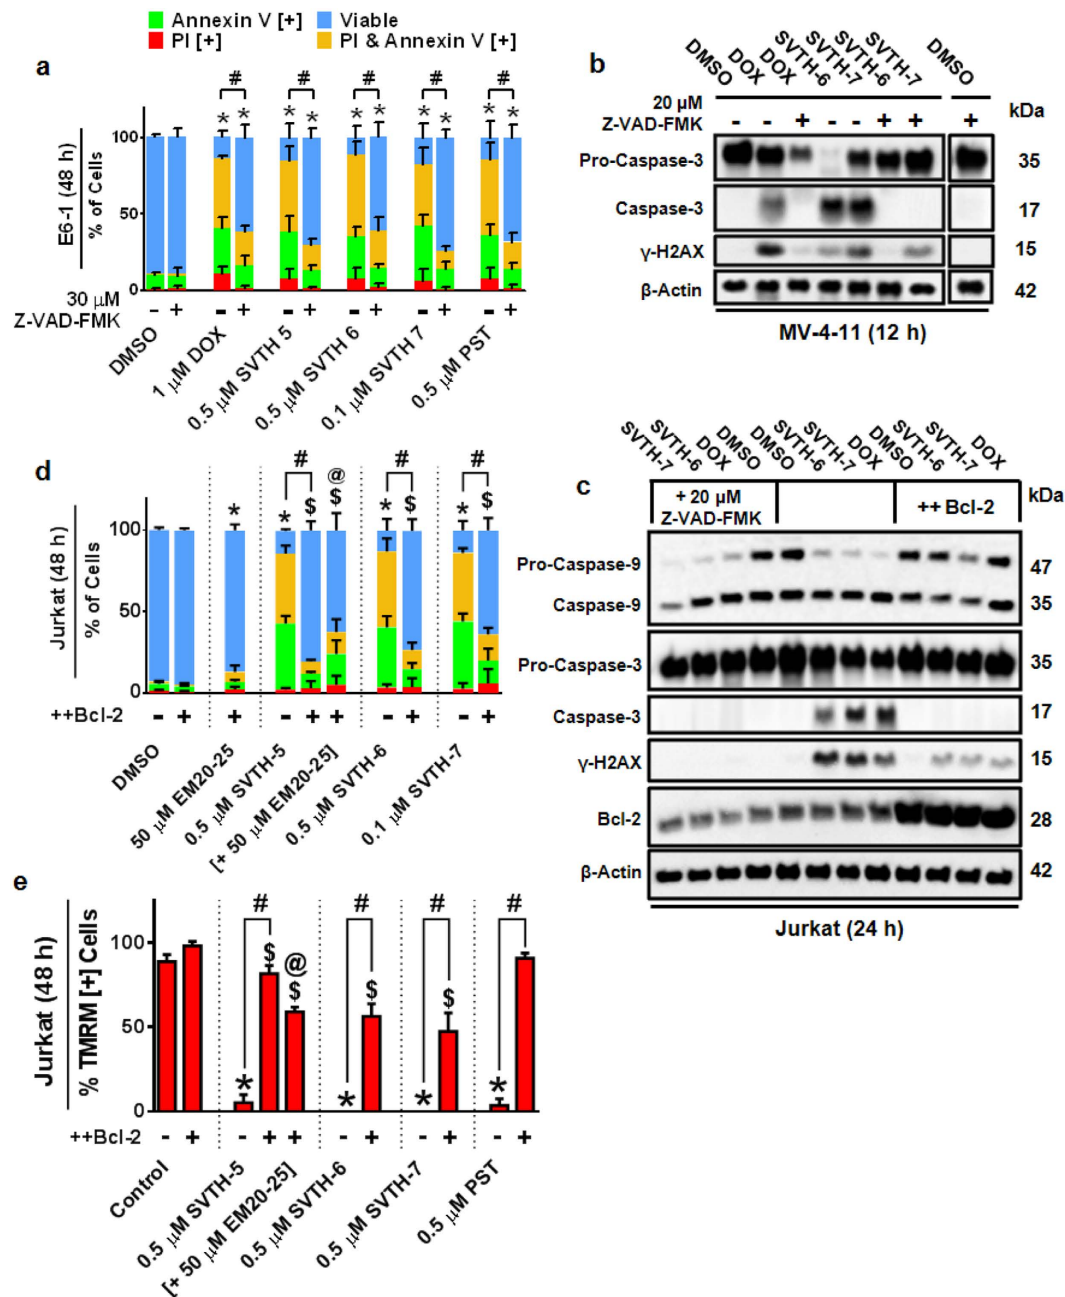 Annexin V [+] Viable
PI [+] PI & Annexin V [+]
a
# # # # #
* * * * * * * * * *
E6-1 (48 h)
% of Cells
100
50
0
30 μM
Z-VAD-FMK
- + - + - + - + - + - +
DMSO
1 μM DOX
0.5 μM SVTH 5
0.5 μM SVTH 6
0.1 μM SVTH 7
0.5 μM PST
b
DMSO DOX DOX SVTH-6 SVTH-7 SVTH-6 SVTH-7 DMSO
20 μM
Z-VAD-FMK
- - + - - + + +
kDa
Pro-Caspase-3 35
Caspase-3 17
γ-H2AX 15
β-Actin 42
MV-4-11 (12 h)
d
# # #
@
* * $ $ * $ * $
Jurkat (48 h)
% of Cells
100
50
0
++Bcl-2 - + + - + + - + - +
DMSO
50 μM EM20-25
0.5 μM SVTH-5
[+ 50 μM EM20-25]
0.5 μM SVTH-6
0.1 μM SVTH-7
c
SVTH-7 SVTH-6 DOX DMSO DMSO SVTH-6 SVTH-7 DOX DMSO SVTH-6 SVTH-7 DOX
+ 20 μM
Z-VAD-FMK
++ Bcl-2
kDa
Pro-Caspase-9 47
Caspase-9 35
Pro-Caspase-3 35
Caspase-3 17
γ-H2AX 15
Bcl-2 28
β-Actin 42
Jurkat (24 h)
e
# # # #
@
* $ $ * $ * $ *
Jurkat (48 h)
% TMRM [+] Cells
100
50
0
++Bcl-2 - + - + + - + - + - +
Control
0.5 μM SVTH-5
[+ 50 μM EM20-25]
0.5 μM SVTH-6
0.5 μM SVTH-7
0.5 μM PST